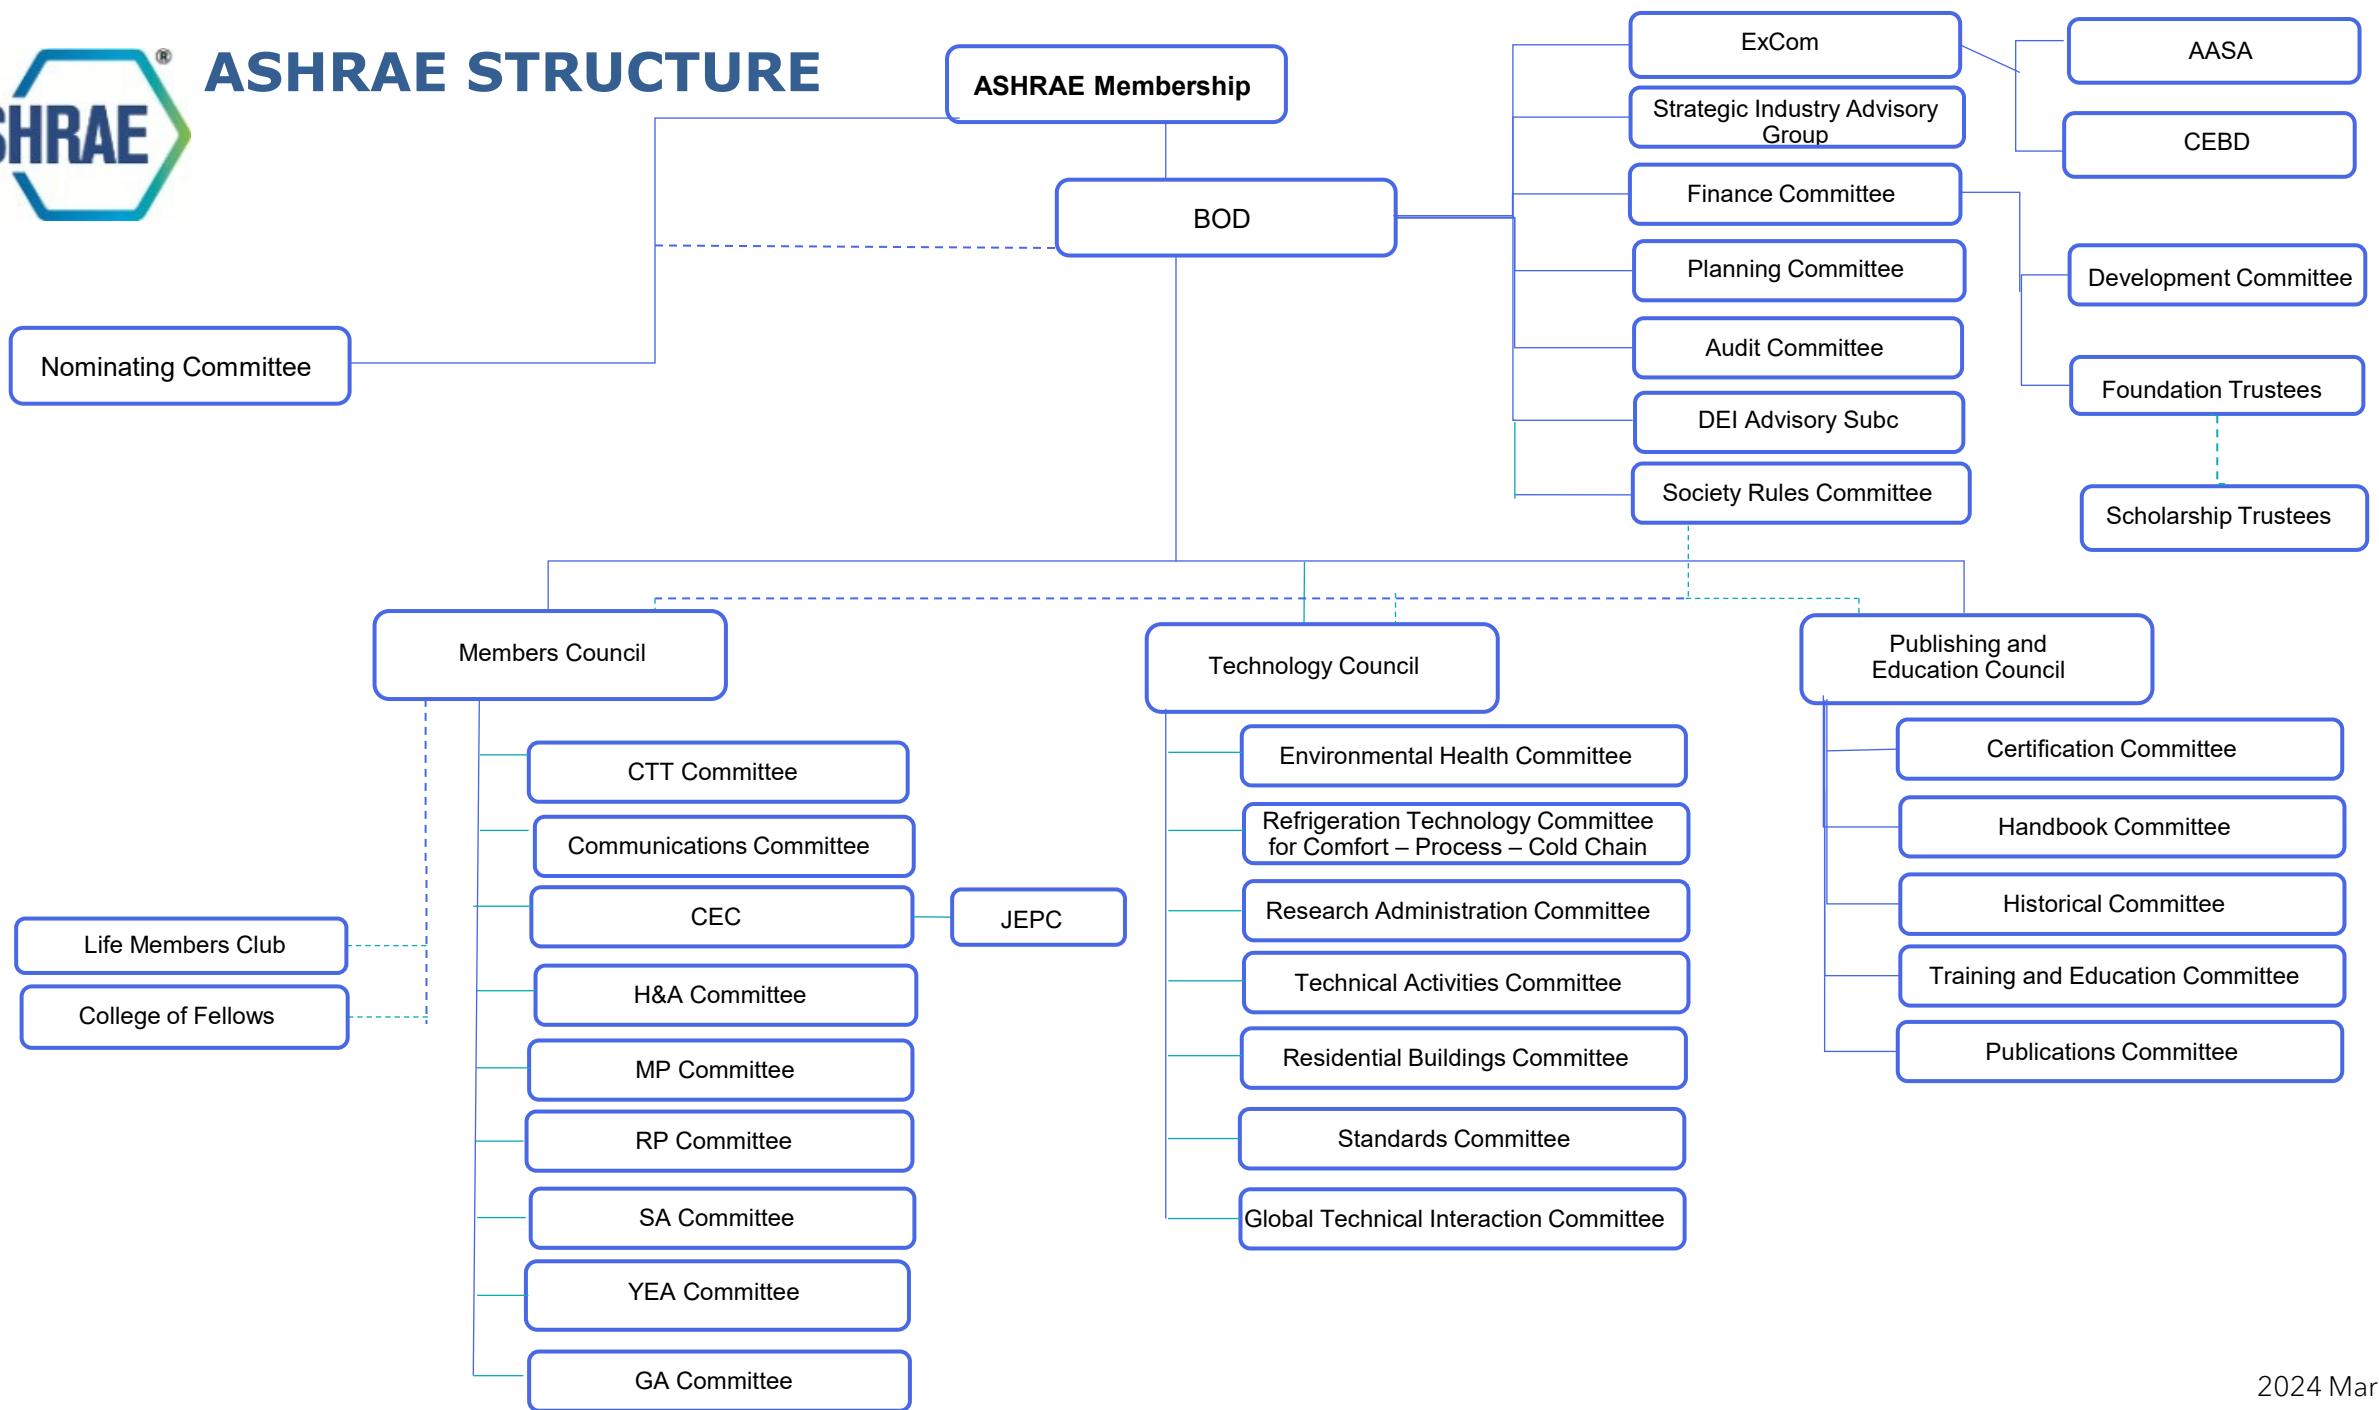 SHRAE
®
ASHRAE STRUCTURE
ASHRAE Membership
BOD
Nominating Committee
ExCom
Strategic Industry Advisory
Group
Finance Committee
Planning Committee
Audit Committee
DEI Advisory Subc
Society Rules Committee
AASA
CEBD
Development Committee
Foundation Trustees
Scholarship Trustees
Members Council
Technology Council
Publishing and
Education Council
Life Members Club
College of Fellows
CTT Committee
Communications Committee
CEC
JEPC
H&A Committee
MP Committee
RP Committee
SA Committee
YEA Committee
GA Committee
Environmental Health Committee
Refrigeration Technology Committee
for Comfort – Process – Cold Chain
Research Administration Committee
Technical Activities Committee
Residential Buildings Committee
Standards Committee
Global Technical Interaction Committee
Certification Committee
Handbook Committee
Historical Committee
Training and Education Committee
Publications Committee
2024 Mar